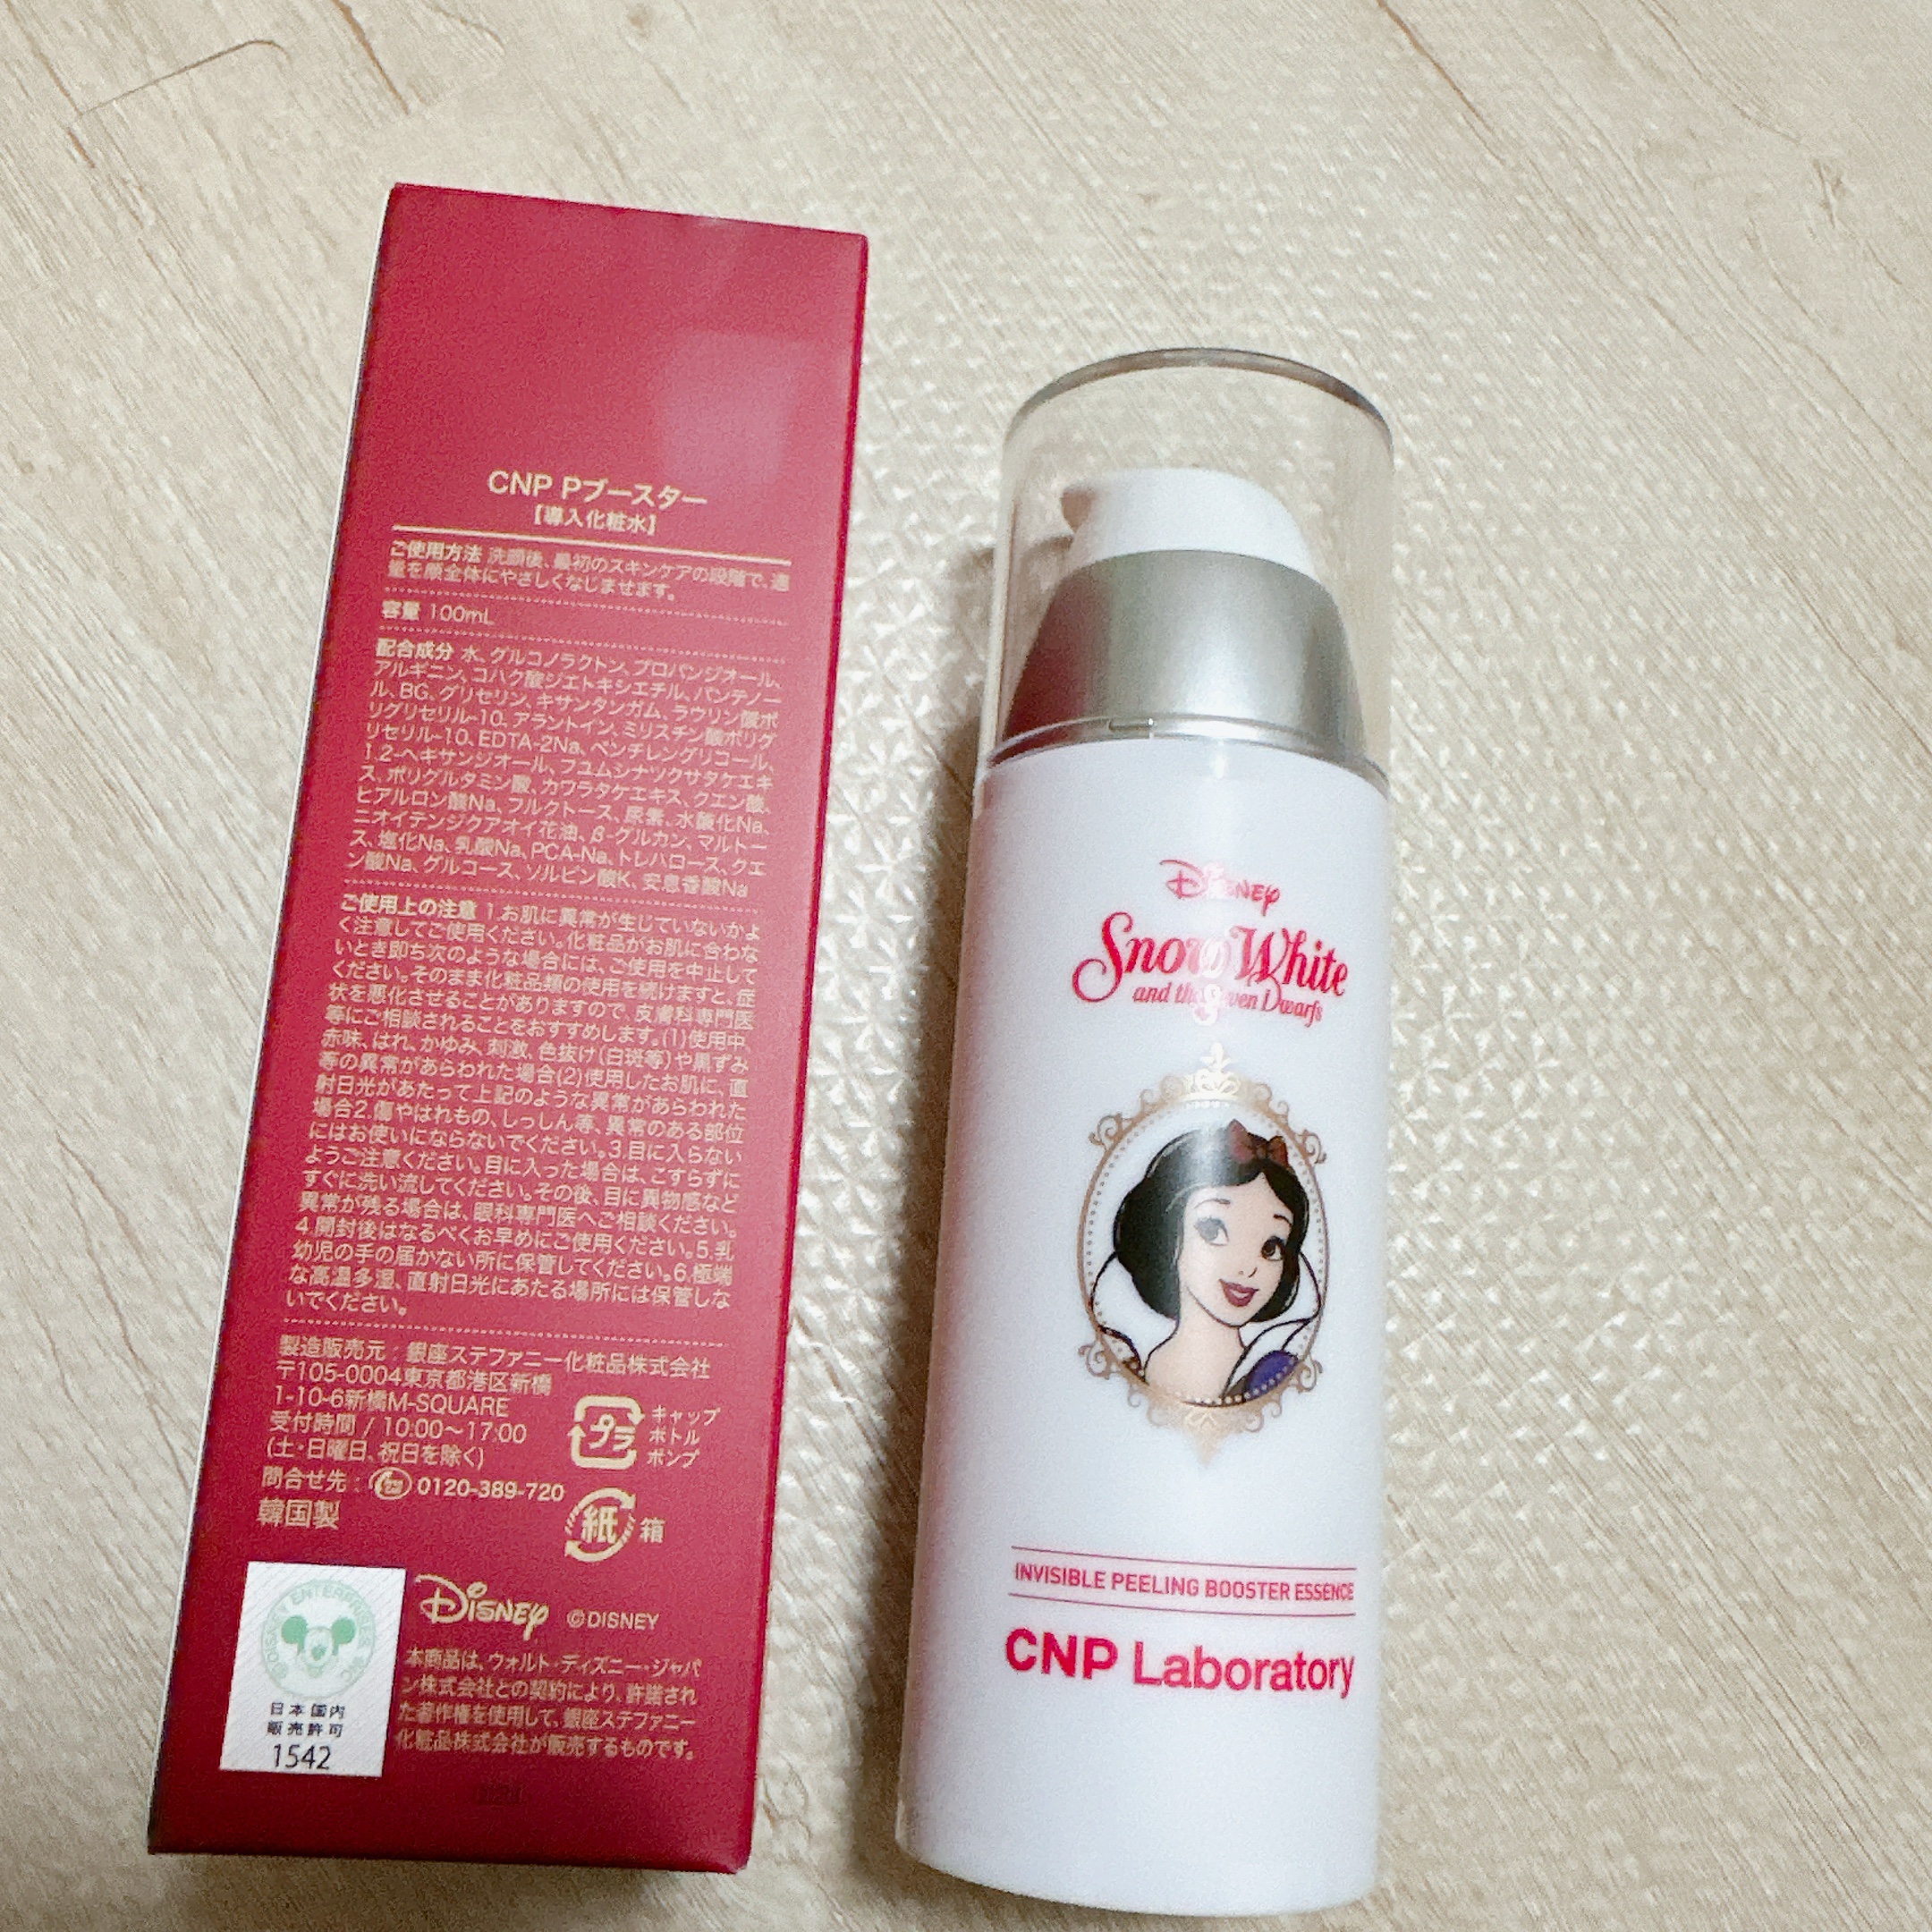 CNP Pブースター
【導入化粧水】
ご使用方法 洗顔後、最初のスキンケアの段階で、適
量を顔全体にやさしくなじませます。
容量 100mL
配合成分 水、グルコノラクトン、プロパンジオール、
アルギニン、コハク酸ジエトキシエチル、パンテノー
ル、BG、グリセリン、キサンタンガム、ラウリン酸ポ
リグリセリル-10、アラントイン、ミリスチン酸ポリグ
リセリル-10、EDTA-2Na、ペンチレングリコール、
1,2-ヘキサンジオール、フユムシナツクサタケエキ
ス、ポリグルタミン酸、カワラタケエキス、クエン酸、
ヒアルロン酸Na、フルクトース、尿素、水酸化Na、
ニオイテンジクアオイ花油、β-グルカン、マルトー
ス、塩化Na、乳酸Na、PCA-Na、トレハロース、クエ
ン酸Na、グルコース、ソルビン酸K、安息香酸Na
ご使用上の注意 1.お肌に異常が生じていないかよ
く注意してご使用ください。化粧品がお肌に合わな
いとき即ち次のような場合には、ご使用を中止して
ください。そのまま化粧品類の使用を続けますと、症
状を悪化させることがありますので、皮膚科専門医
等にご相談されることをおすすめします。(1)使用中、
赤味、はれ、かゆみ、刺激、色抜け(白斑等)や黒ずみ
等の異常があらわれた場合(2)使用したお肌に、直
射日光があたって上記のような異常があらわれた
場合2.傷やはれもの、しっしん等、異常のある部位
にはお使いにならないでください。3.目に入らない
ようご注意ください。目に入った場合は、こすらずに
すぐに洗い流してください。その後、目に異物感など
異常が残る場合は、眼科専門医へご相談ください。
4.開封後はなるべくお早めにご使用ください。5.乳
幼児の手の届かない所に保管してください。6.極端
な高温多湿、直射日光にあたる場所には保管しな
いでください。
製造販売元 : 銀座ステファニー化粧品株式会社
〒105-0004東京都港区新橋
1-10-6新橋M-SQUARE
受付時間 / 10:00～17:00
(土・日曜日、祝日を除く)
問合せ先 : 0120-389-720
韓国製
プラ
キャップ
ボトル
ポンプ
紙 箱
©DISNEY ENTERPRISES INC
日本国内
販売許可
1542
Disney ©DISNEY
本商品は、ウォルト・ディズニー・ジャパ
ン株式会社との契約により、許諾され
た著作権を使用して、銀座ステファニー
化粧品株式会社が販売するものです。
Disney
Snow White
and the Seven Dwarfs
INVISIBLE PEELING BOOSTER ESSENCE
CNP Laboratory